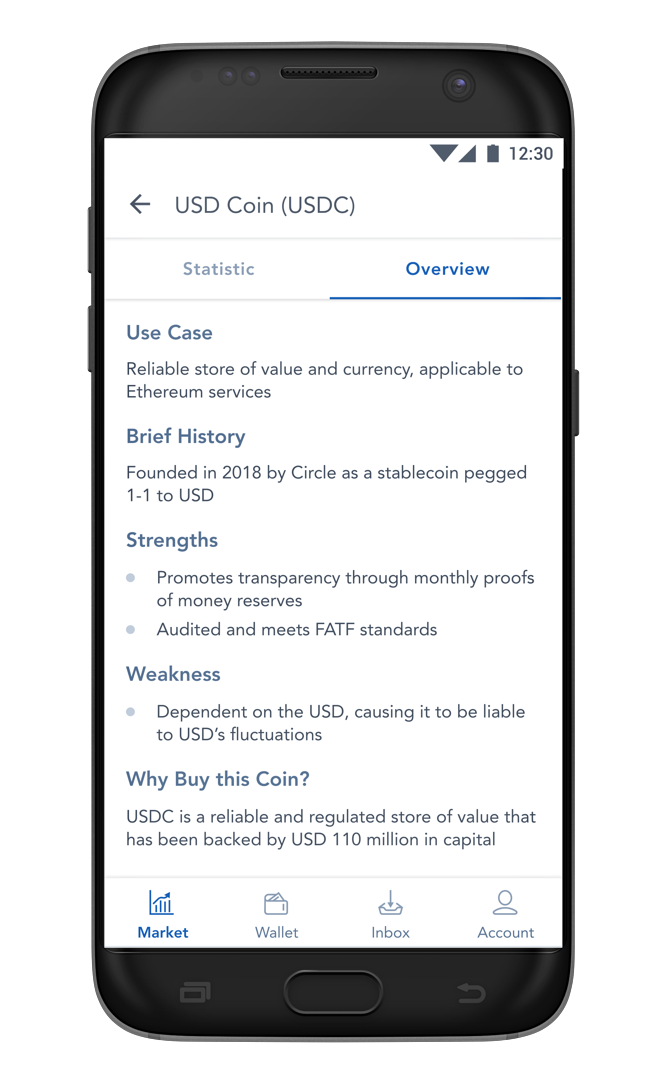 12:30
USD Coin (USDC)
Statistic
Overview
Use Case
Reliable store of value and currency, applicable to
Ethereum services
Brief History
Founded in 2018 by Circle as a stablecoin pegged
1-1 to USD
Strengths
Promotes transparency through monthly proofs
of money reserves
Audited and meets FATF standards
Weakness
Dependent on the USD, causing it to be liable
to USD’s fluctuations
Why Buy this Coin?
USDC is a reliable and regulated store of value that
has been backed by USD 110 million in capital
Market
Wallet
Inbox
Account